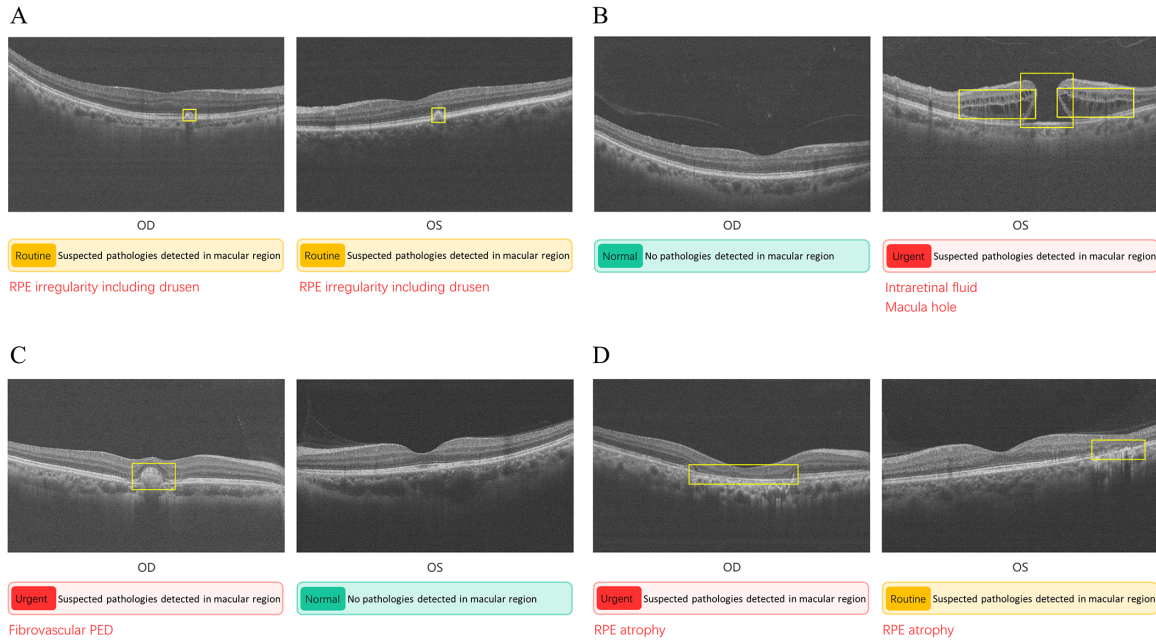 A
B
OD
OS
OD
OS
Routine Suspected pathologies detected in macular region
Routine Suspected pathologies detected in macular region
Normal No pathologies detected in macular region
Urgent Suspected pathologies detected in macular region
RPE irregularity including drusen
RPE irregularity including drusen
Intraretinal fluid
Macula hole
C
D
OD
OS
OD
OS
Urgent Suspected pathologies detected in macular region
Normal No pathologies detected in macular region
Urgent Suspected pathologies detected in macular region
Routine Suspected pathologies detected in macular region
Fibrovascular PED
RPE atrophy
RPE atrophy